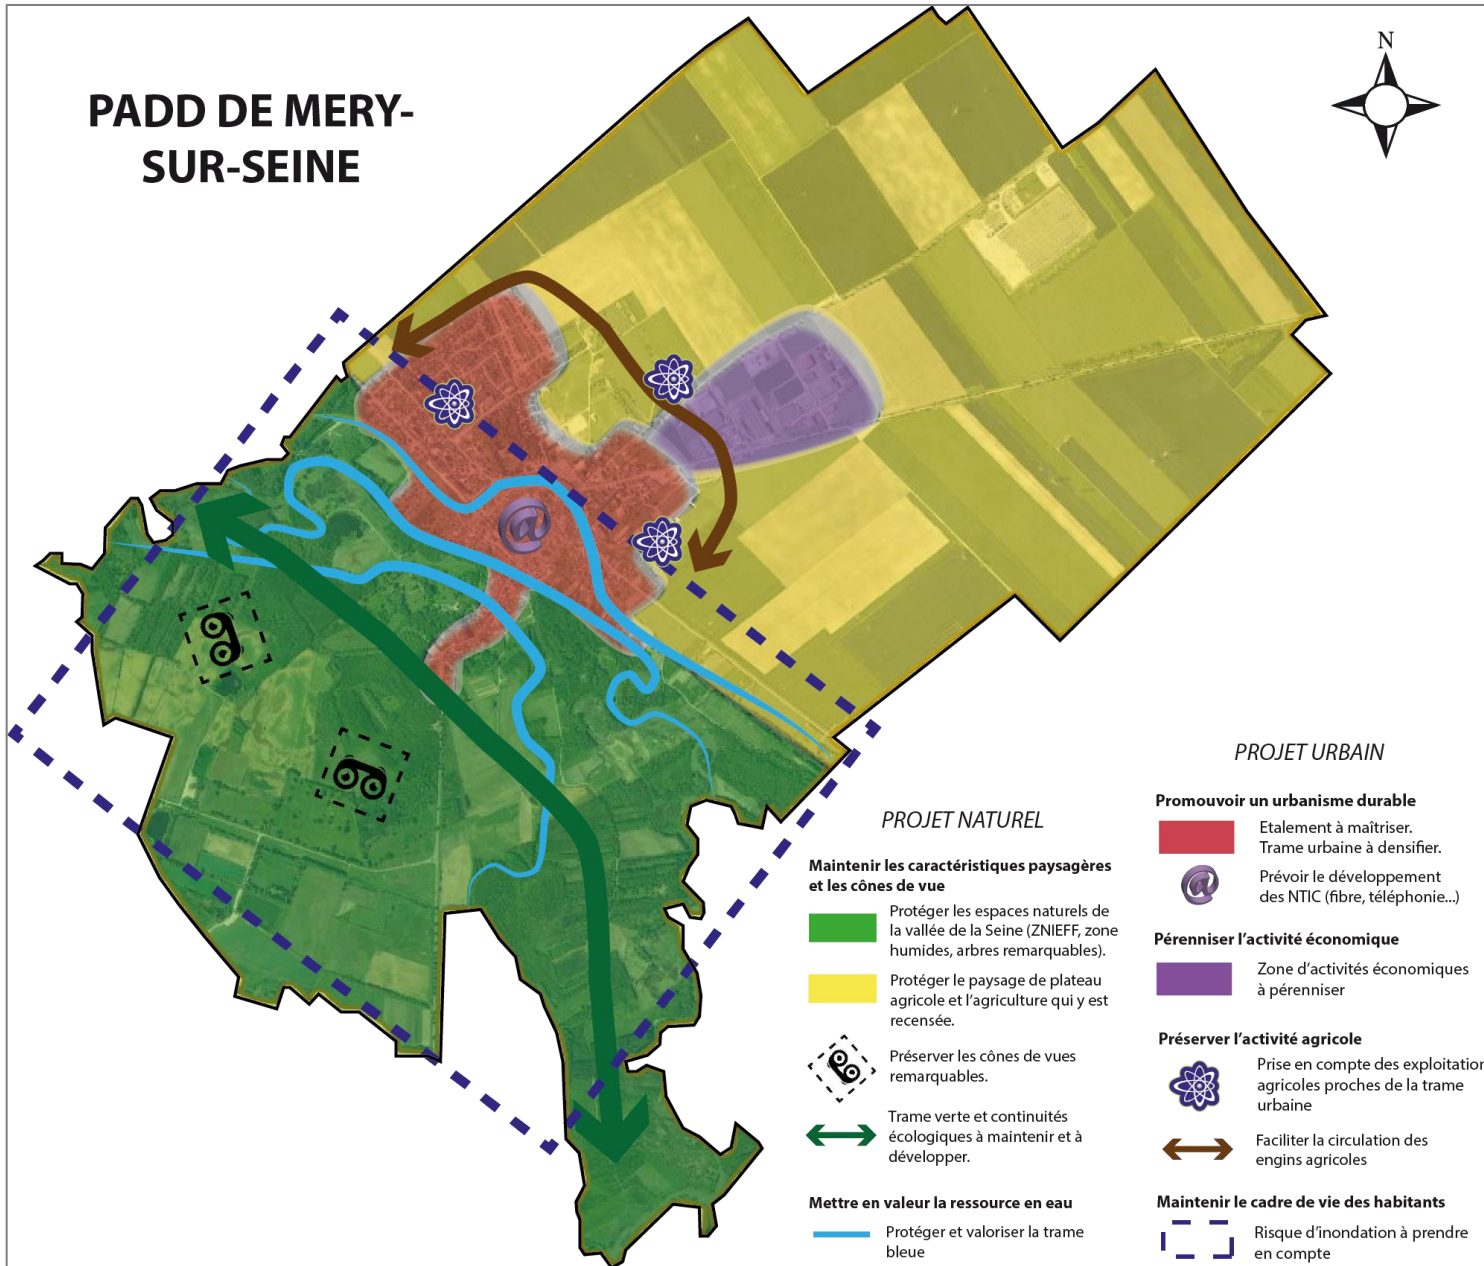 PADD DE MERY-
SUR-SEINE
N
PROJET NATUREL
Maintenir les caractéristiques paysagères
et les cônes de vue
Protéger les espaces naturels de
la vallée de la Seine (ZNIEFF, zone
humides, arbres remarquables).
Protéger le paysage de plateau
agricole et l'agriculture qui y est
recensée.
Préserver les cônes de vues
remarquables.
Trame verte et continuités
écologiques à maintenir et à
développer.
Mettre en valeur la ressource en eau
Protéger et valoriser la trame
bleue
PROJET URBAIN
Promouvoir un urbanisme durable
Etalement à maîtriser.
Trame urbaine à densifier.
@
Prévoir le développement
des NTIC (fibre, téléphonie...)
Pérenniser l'activité économique
Zone d'activités économiques
à pérenniser
Préserver l'activité agricole
Prise en compte des exploitation
agricoles proches de la trame
urbaine
Faciliter la circulation des
engins agricoles
Maintenir le cadre de vie des habitants
Risque d'inondation à prendre
en compte
@